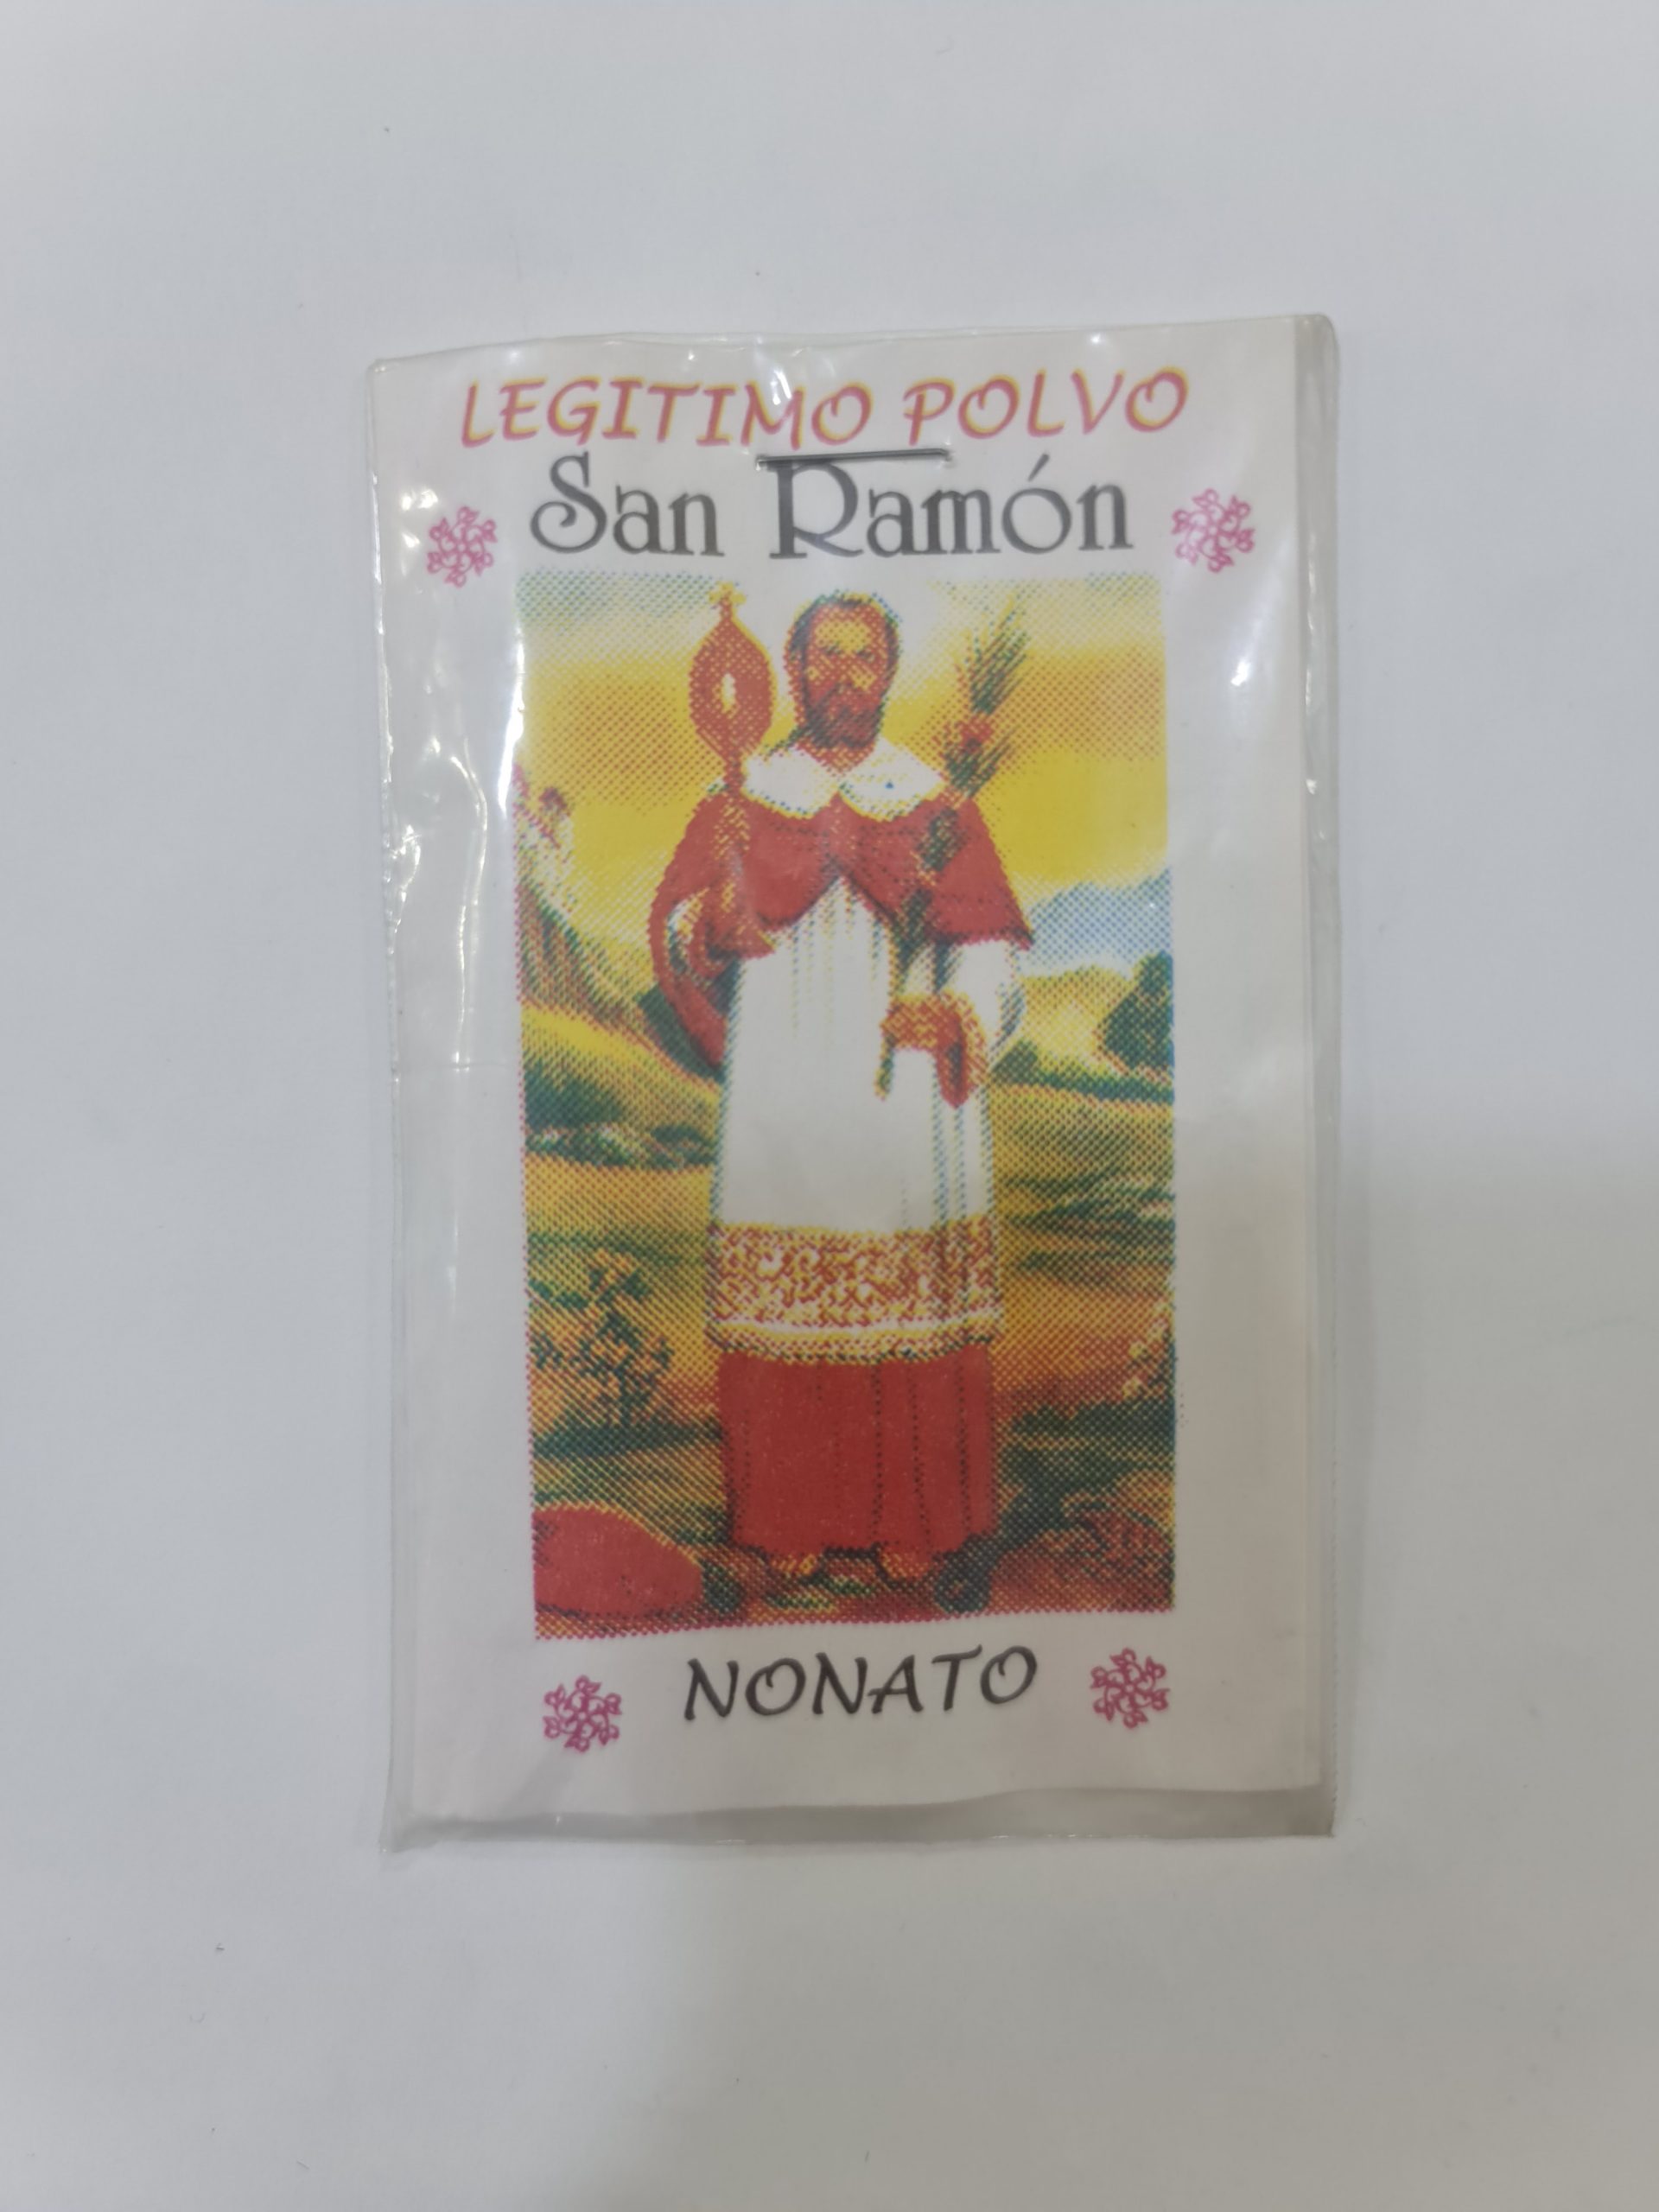 LEGITIMO POLVO
San Ramón
NONATO